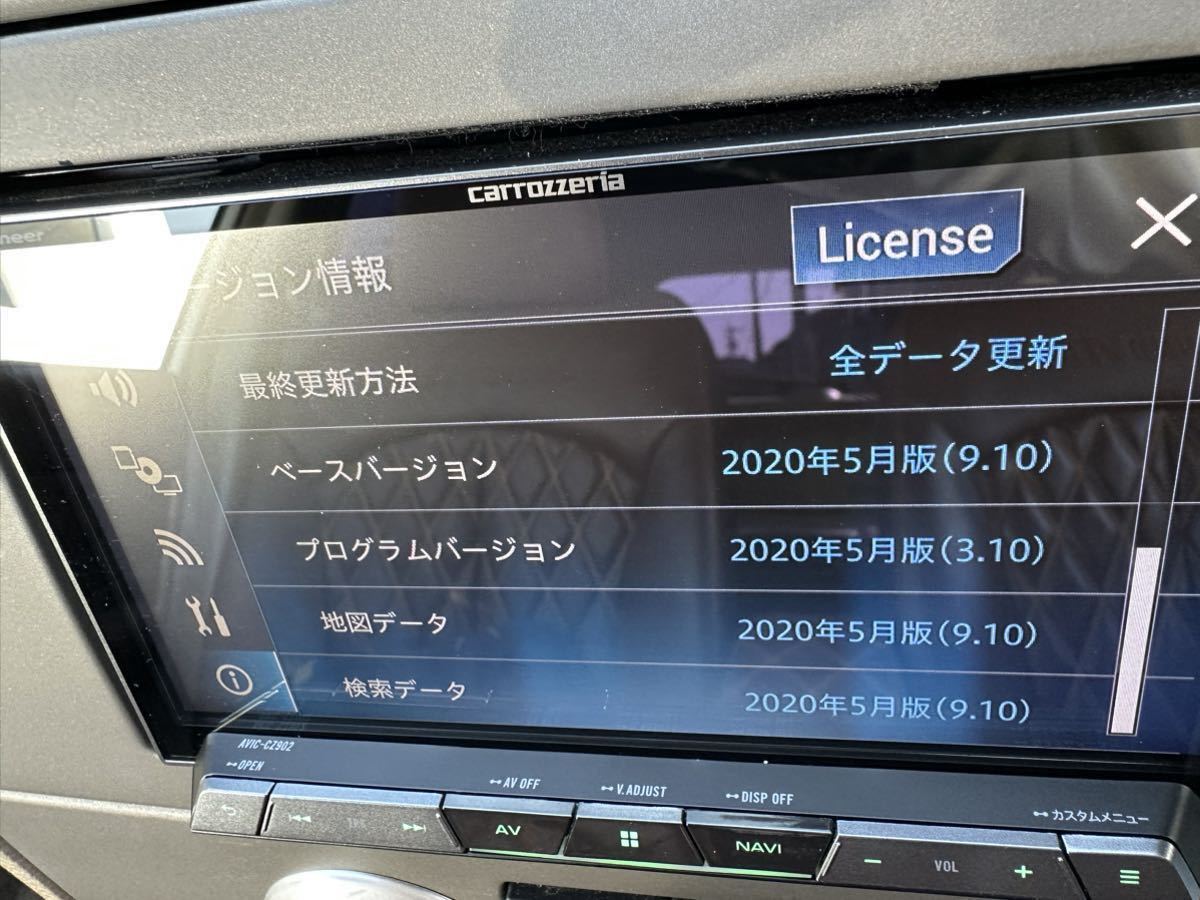 carrozzeria
License
ージョン情報
最終更新方法 全データ更新
ベースバージョン 2020年5月版(9.10)
プログラムバージョン 2020年5月版(3.10)
地図データ 2020年5月版(9.10)
検索データ 2020年5月版(9.10)
AVIC-CZ902
OPEN
AV OFF
V.ADJUST
DISP OFF
カスタムメニュー
AV
NAVI
VOL